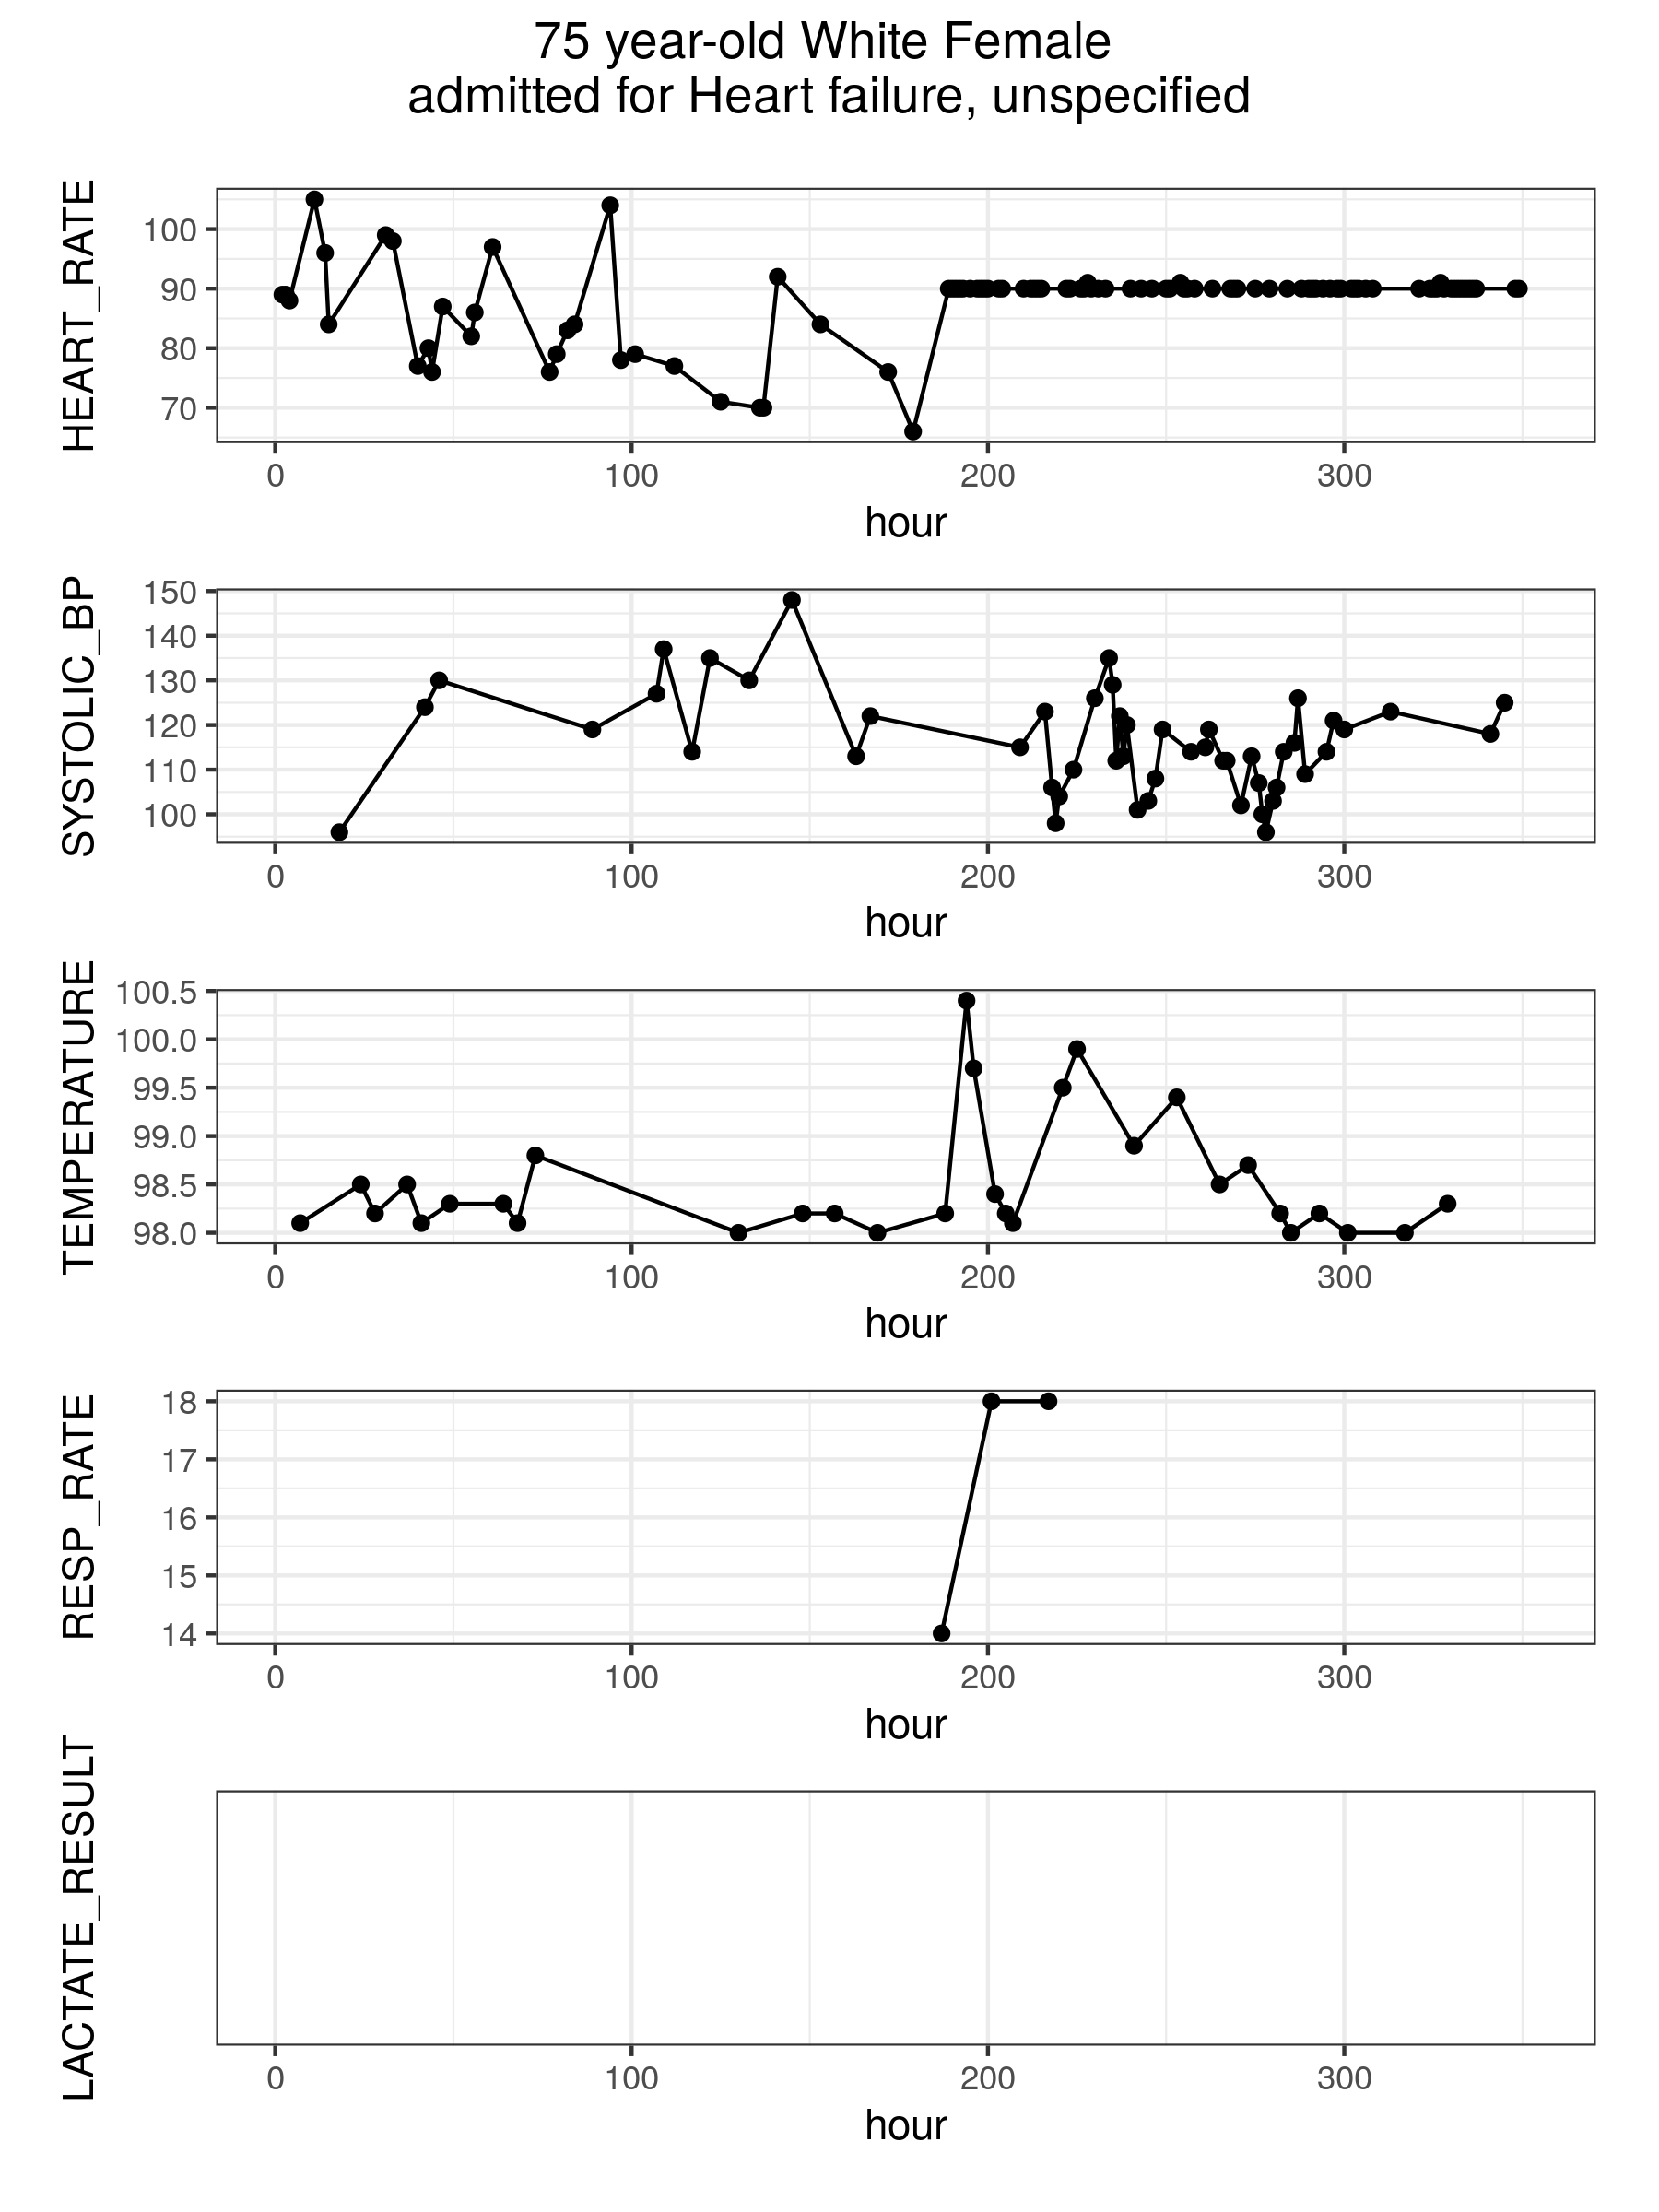 75 year-old White Female
admitted for Heart failure, unspecified
HEART_RATE
100
90
80
70
0 100 200 300
hour
SYSTOLIC_BP
150
140
130
120
110
100
0 100 200 300
hour
TEMPERATURE
100.5
100.0
99.5
99.0
98.5
98.0
0 100 200 300
hour
RESP_RATE
18
17
16
15
14
0 100 200 300
hour
LACTATE_RESULT
0 100 200 300
hour